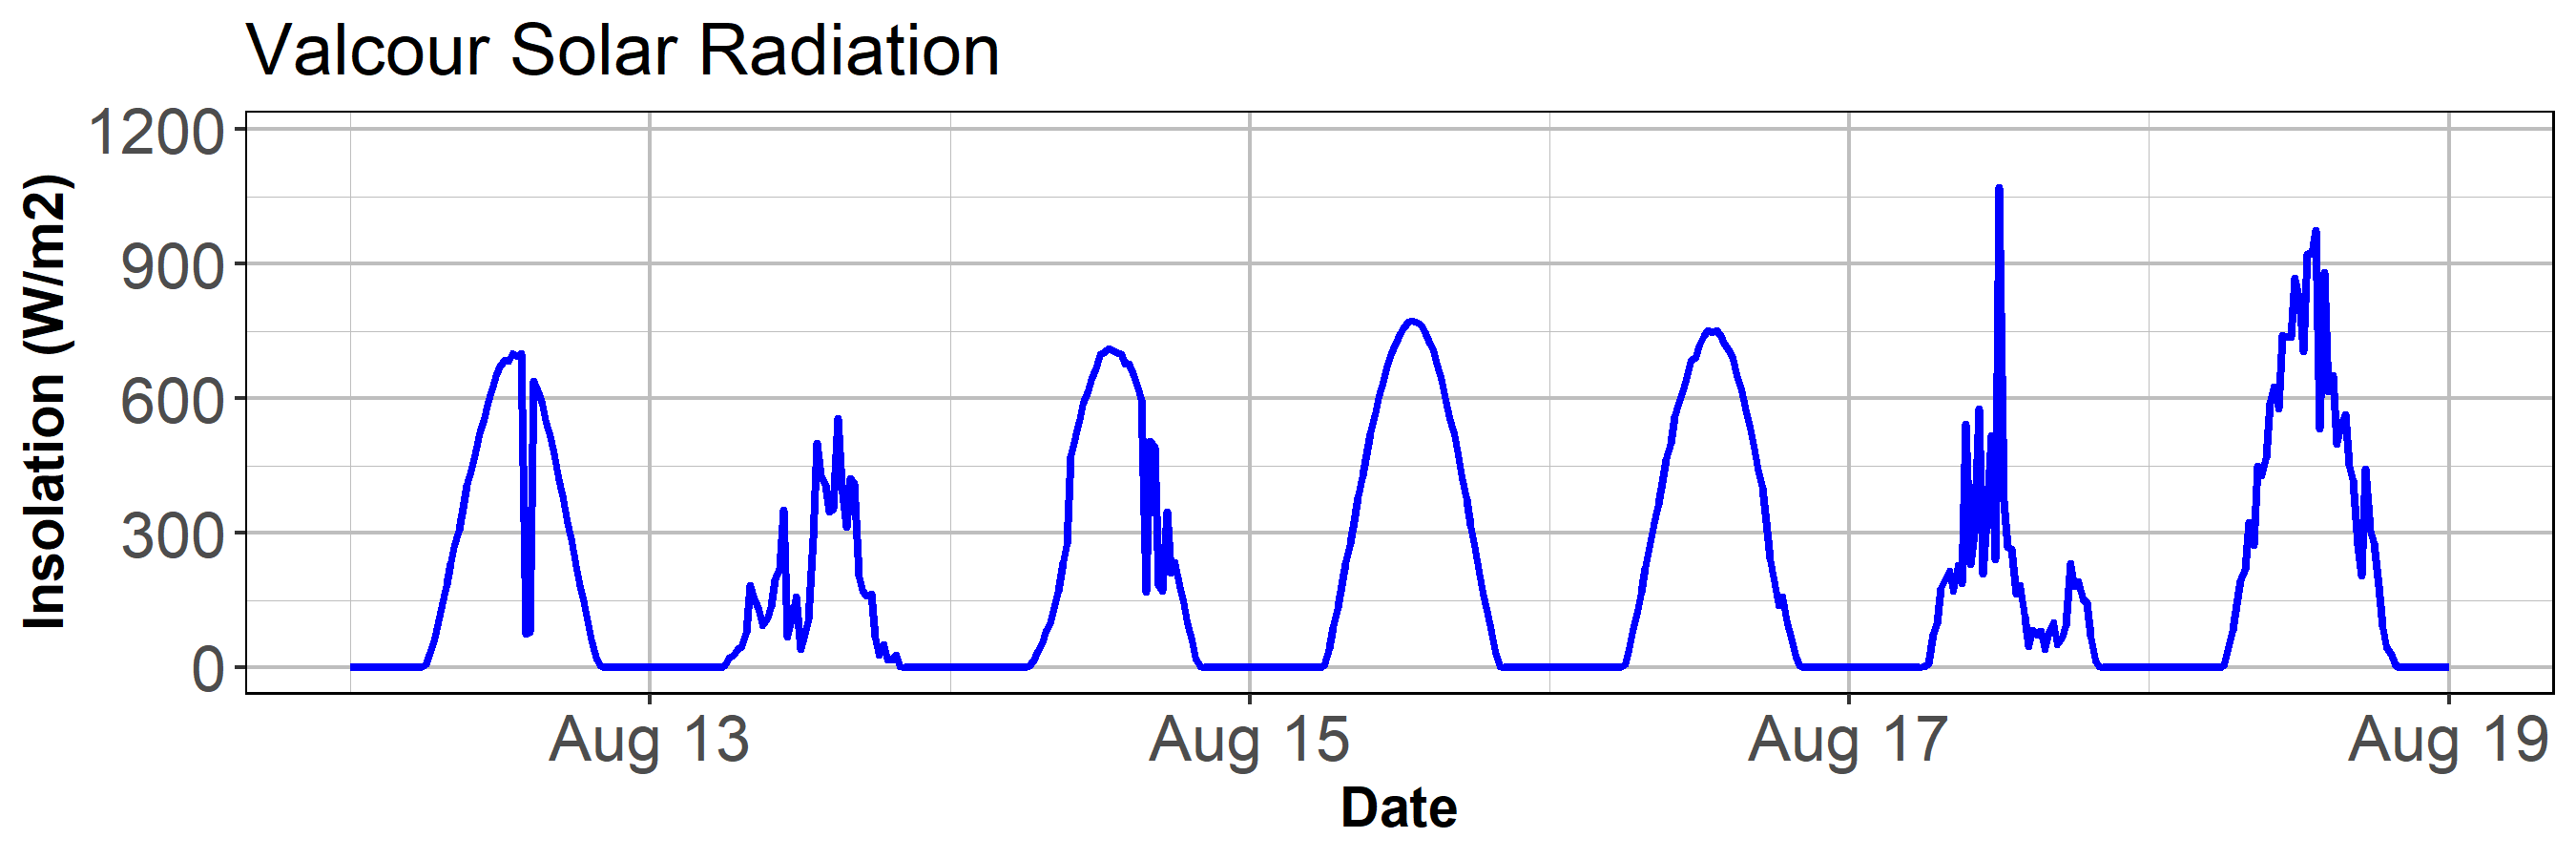 Valcour Solar Radiation
1200
900
600
300
0
Insolation (W/m2)
Aug 13
Aug 15
Aug 17
Aug 19
Date